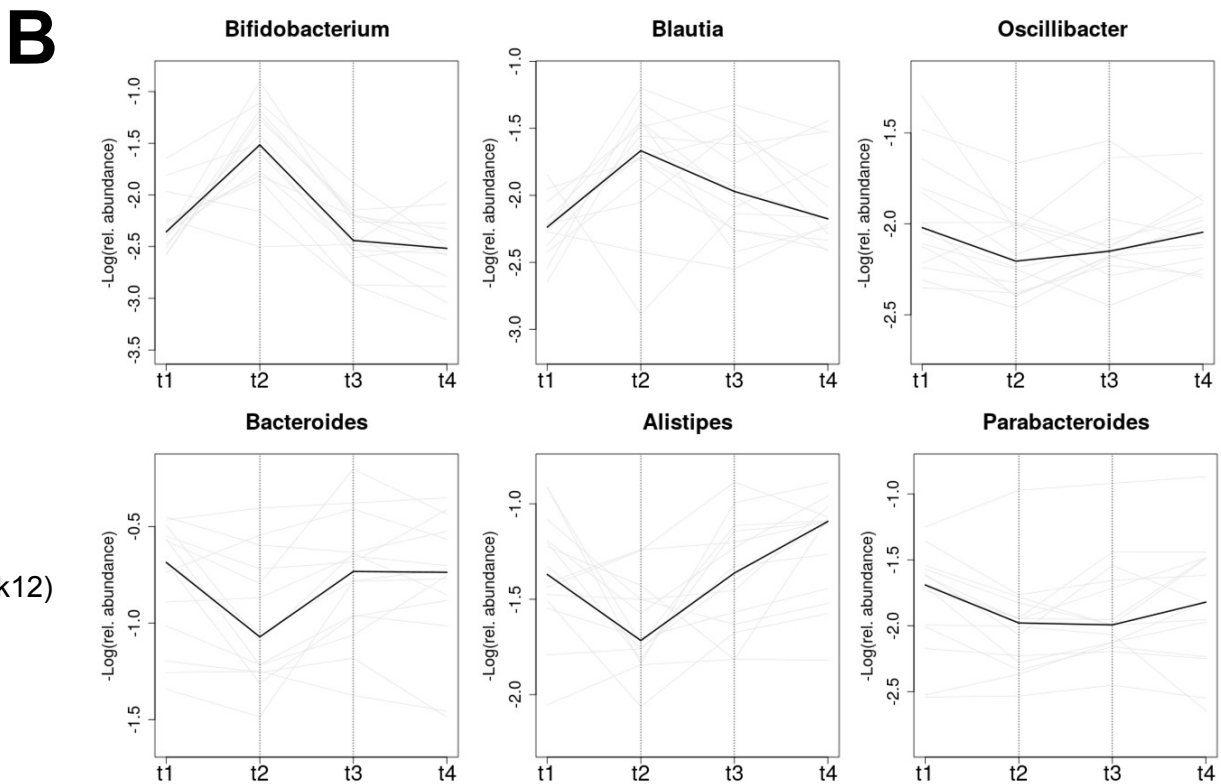 B
Bifidobacterium
Blautia
Oscillibacter
-Log(rel. abundance)
-1.0
-1.5
-2.0
-2.5
-3.0
-3.5
t1 t2 t3 t4
-Log(rel. abundance)
-1.0
-1.5
-2.0
-2.5
-3.0
t1 t2 t3 t4
-Log(rel. abundance)
-1.5
-2.0
-2.5
t1 t2 t3 t4
k12)
Bacteroides
Alistipes
Parabacteroides
-Log(rel. abundance)
-0.5
-1.0
-1.5
t1 t2 t3 t4
-Log(rel. abundance)
-1.0
-1.5
-2.0
t1 t2 t3 t4
-Log(rel. abundance)
-1.0
-1.5
-2.0
-2.5
t1 t2 t3 t4